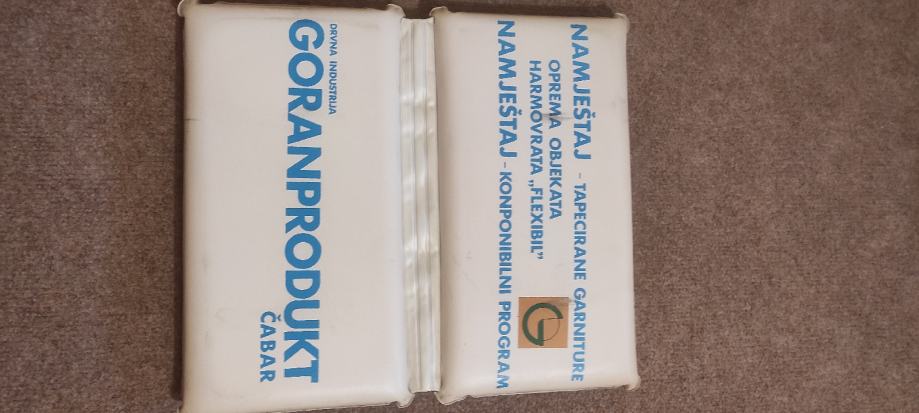 NAMJEŠTAJ - TAPECIRANE GARNITURE
OPREMA OBJEKATA
HARMOVRATA „FLEXIBIL”
NAMJEŠTAJ - KONPONIBILNI PROGRAM
DRVNA INDUSTRIJA
GORANPRODUKT
ČABAR